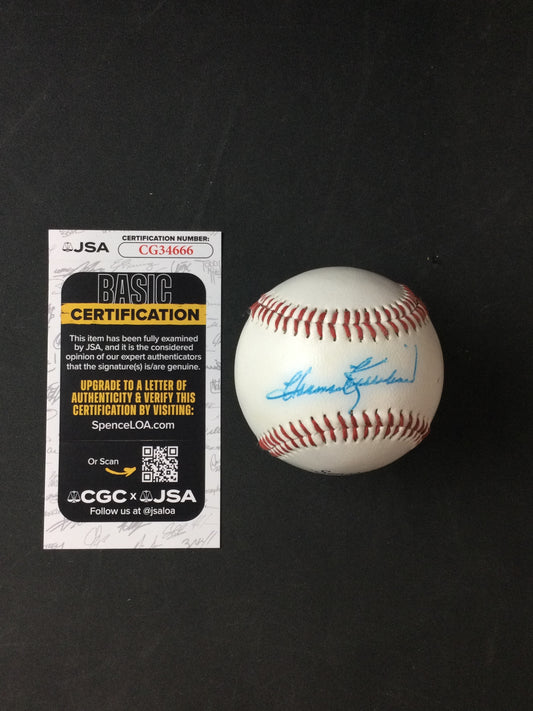 JSA
CERTIFICATION NUMBER:
CG34666
BASIC
CERTIFICATION
This item has been fully examined
by JSA, and it is the considered
opinion of our expert authenticators
that the signature(s) is/are genuine.
UPGRADE TO A LETTER OF
AUTHENTICITY & VERIFY THIS
CERTIFICATION BY VISITING:
SpenceLOA.com
Or Scan
CGC x JSA
Follow us at @jsaloa
Harmon Killebrew